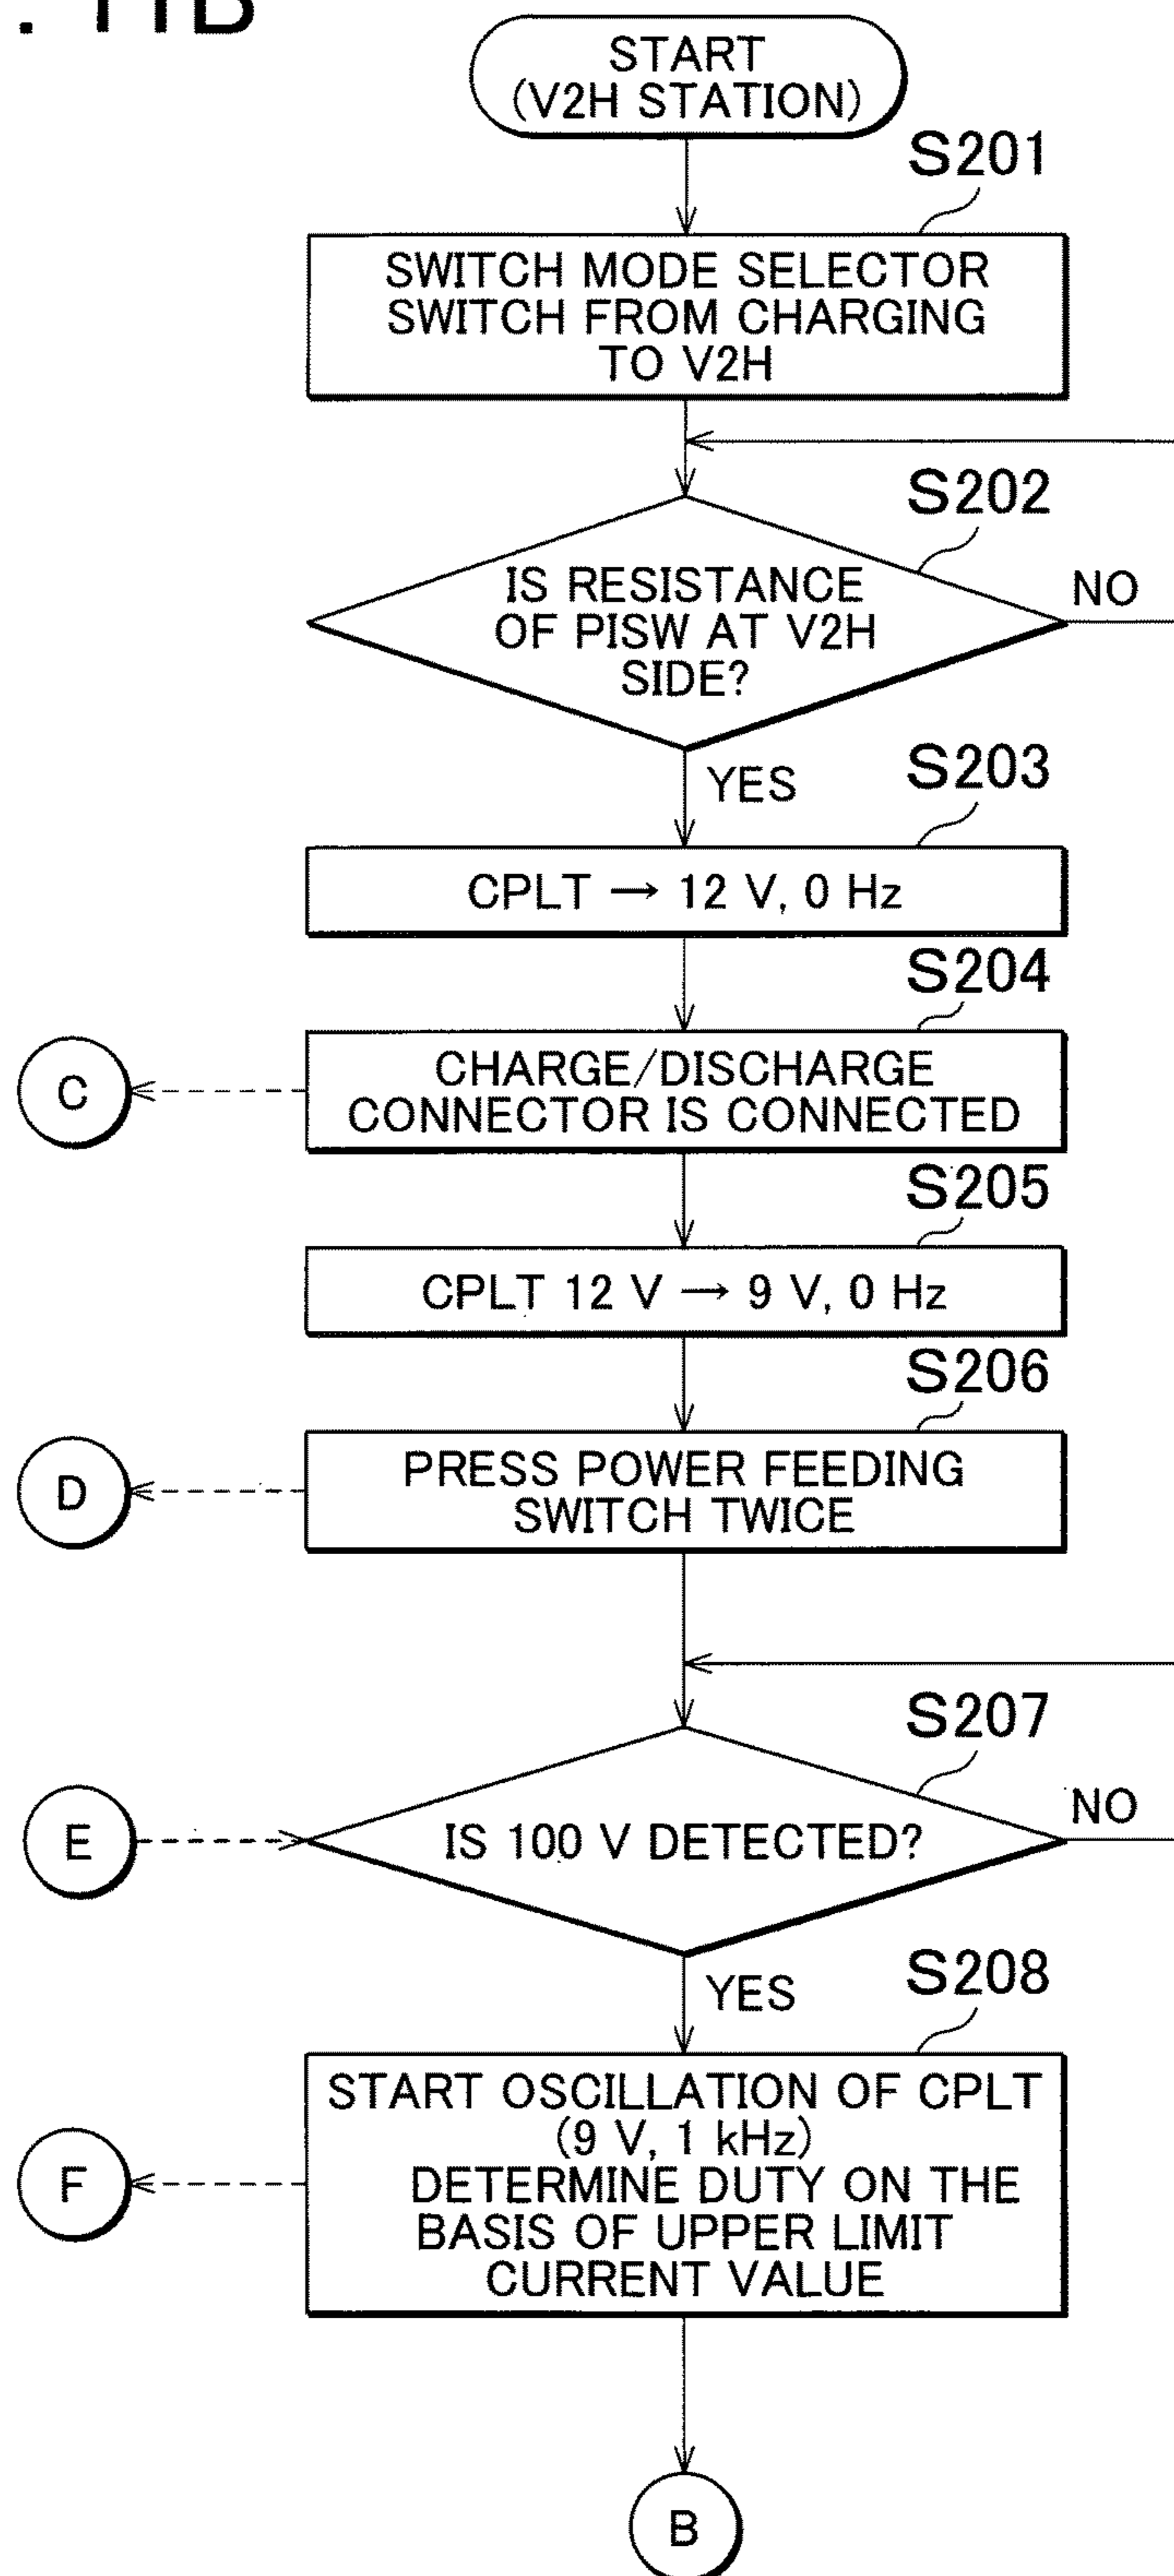 . 11B
START
(V2H STATION)
S201
SWITCH MODE SELECTOR
SWITCH FROM CHARGING
TO V2H
S202
IS RESISTANCE
OF PISW AT V2H
SIDE?
NO
YES
S203
CPLT → 12 V, 0 Hz
S204
C
CHARGE/DISCHARGE
CONNECTOR IS CONNECTED
S205
CPLT 12 V → 9 V, 0 Hz
S206
D
PRESS POWER FEEDING
SWITCH TWICE
S207
E
IS 100 V DETECTED?
NO
YES
S208
F
START OSCILLATION OF CPLT
(9 V, 1 kHz)
DETERMINE DUTY ON THE
BASIS OF UPPER LIMIT
CURRENT VALUE
B